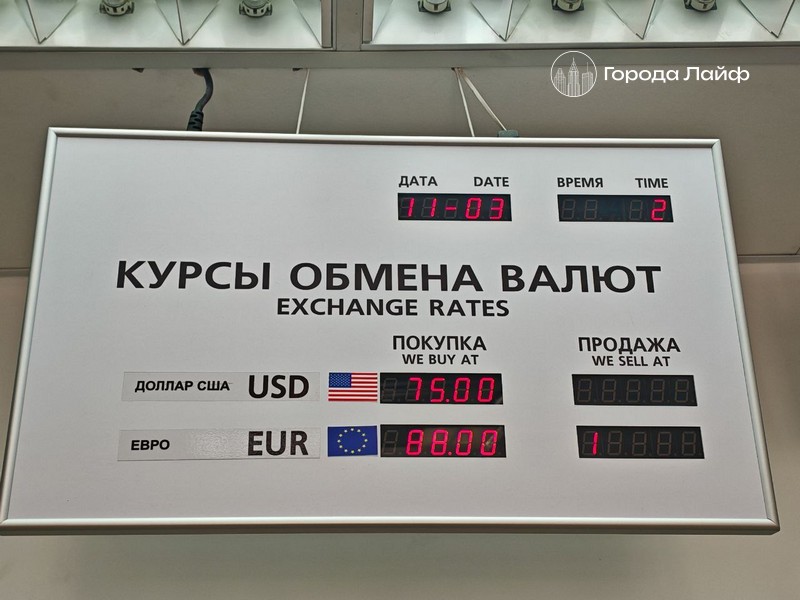 Города Лайф
ДАТА DATE ВРЕМЯ TIME
11-03 2
КУРСЫ ОБМЕНА ВАЛЮТ
EXCHANGE RATES
ПОКУПКА ПРОДАЖА
WE BUY AT WE SELL AT
ДОЛЛАР США USD 75.00
ЕВРО EUR 88.00 1